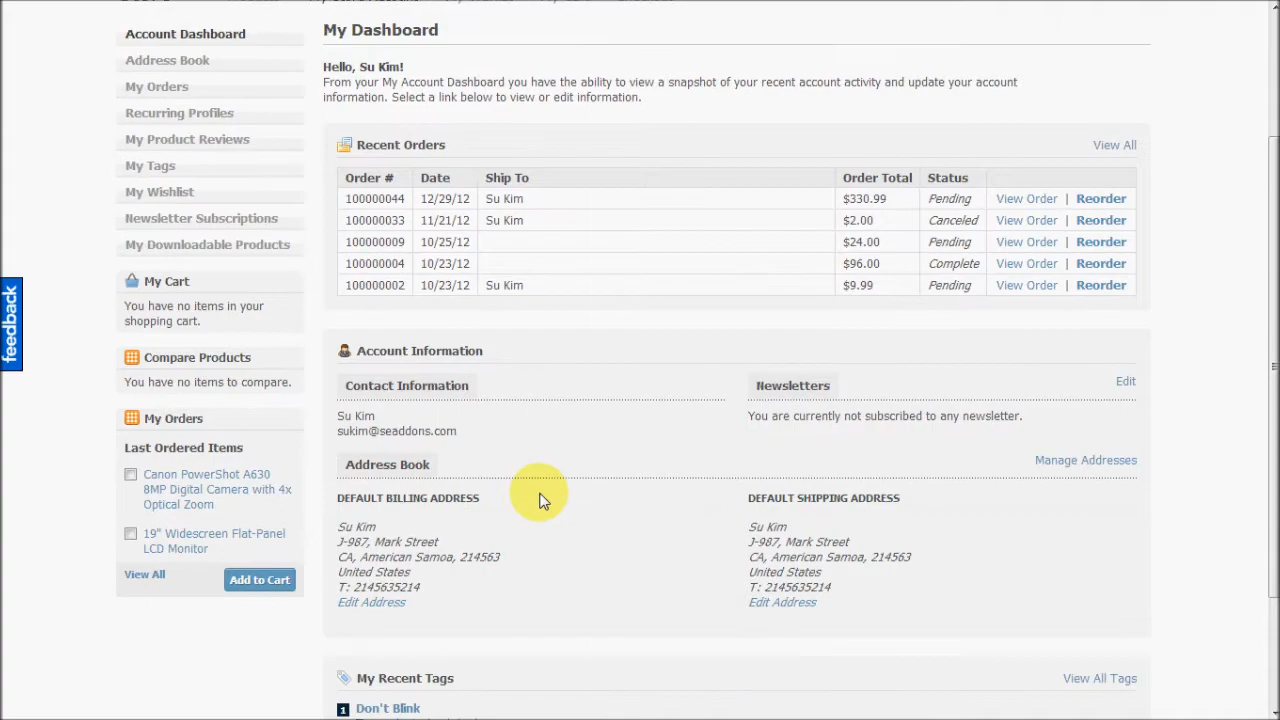 Account Dashboard
Address Book
My Orders
Recurring Profiles
My Product Reviews
My Tags
My Wishlist
Newsletter Subscriptions
My Downloadable Products
My Cart
You have no items in your
shopping cart.
Compare Products
You have no items to compare.
My Orders
Last Ordered Items
Canon PowerShot A630
8MP Digital Camera with 4x
Optical Zoom
19" Widescreen Flat-Panel
LCD Monitor
View All
Add to Cart
feedback
My Dashboard
Hello, Su Kim!
From your My Account Dashboard you have the ability to view a snapshot of your recent account activity and update your account
information. Select a link below to view or edit information.
Recent Orders View All
Order # Date Ship To Order Total Status
100000044 12/29/12 Su Kim $330.99 Pending View Order | Reorder
100000033 11/21/12 Su Kim $2.00 Canceled View Order | Reorder
100000009 10/25/12 $24.00 Pending View Order | Reorder
100000004 10/23/12 $96.00 Complete View Order | Reorder
100000002 10/23/12 Su Kim $9.99 Pending View Order | Reorder
Account Information
Contact Information
Su Kim
sukim@seaddons.com
Newsletters Edit
You are currently not subscribed to any newsletter.
Address Book Manage Addresses
DEFAULT BILLING ADDRESS
Su Kim
J-987, Mark Street
CA, American Samoa, 214563
United States
T: 2145635214
Edit Address
DEFAULT SHIPPING ADDRESS
Su Kim
J-987, Mark Street
CA, American Samoa, 214563
United States
T: 2145635214
Edit Address
My Recent Tags View All Tags
1 Don't Blink